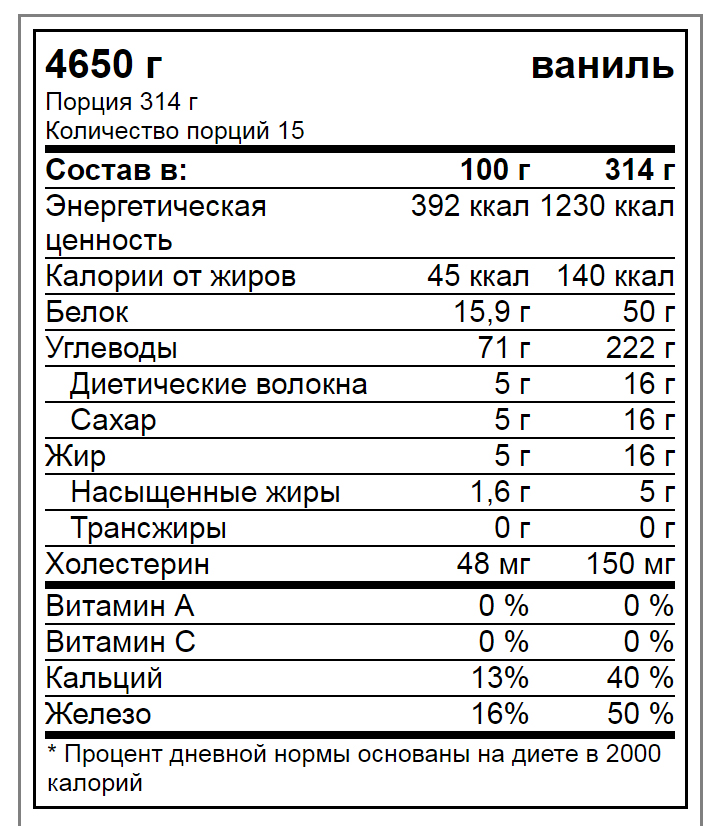 4650 г ваниль
Порция 314 г
Количество порций 15
Состав в: 100 г 314 г
Энергетическая 392 ккал 1230 ккал
ценность
Калории от жиров 45 ккал 140 ккал
Белок 15,9 г 50 г
Углеводы 71 г 222 г
Диетические волокна 5 г 16 г
Сахар 5 г 16 г
Жир 5 г 16 г
Насыщенные жиры 1,6 г 5 г
Трансжиры 0 г 0 г
Холестерин 48 мг 150 мг
Витамин А 0 % 0 %
Витамин С 0 % 0 %
Кальций 13% 40 %
Железо 16% 50 %
* Процент дневной нормы основаны на диете в 2000
калорий